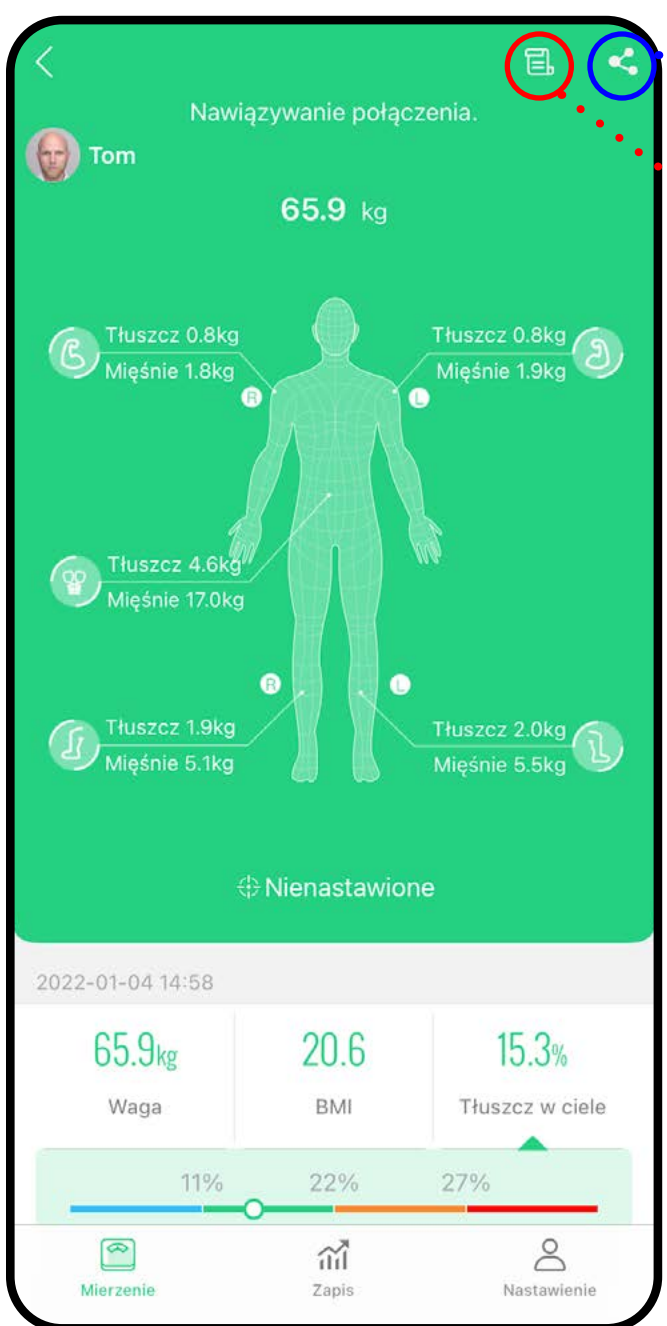 Nawiązywanie połączenia.
Tom
65.9 kg
Tłuszcz 0.8kg
Mięśnie 1.8kg
Tłuszcz 0.8kg
Mięśnie 1.9kg
R
L
Tłuszcz 4.6kg
Mięśnie 17.0kg
R
L
Tłuszcz 1.9kg
Mięśnie 5.1kg
Tłuszcz 2.0kg
Mięśnie 5.5kg
Nienastawione
2022-01-04 14:58
65.9kg
20.6
15.3%
Waga
BMI
Tłuszcz w ciele
11%
22%
27%
Mierzenie
Zapis
Nastawienie